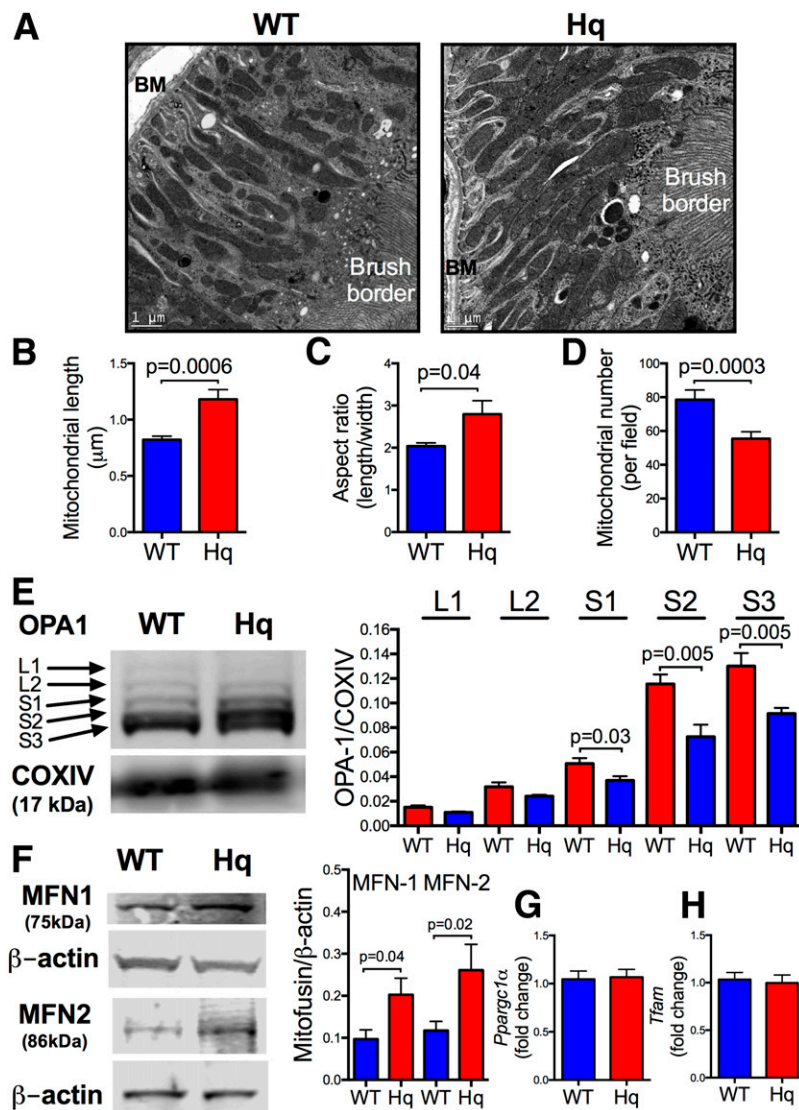 A
WT
Hq
BM
Brush
border
1 μm
Brush
border
BM
1 μm
B
Mitochondrial length
(μm)
1.5
1.0
0.5
0.0
p=0.0006
WT
Hq
C
Aspect ratio
(length/width)
4
3
2
1
0
p=0.04
WT
Hq
D
Mitochondrial number
(per field)
100
80
60
40
20
0
p=0.0003
WT
Hq
E
OPA1
WT
Hq
L1
L2
S1
S2
S3
COXIV
(17 kDa)
OPA-1/COXIV
0.16
0.14
0.12
0.10
0.08
0.06
0.04
0.02
0.00
L1
L2
S1
S2
S3
p=0.03
p=0.005
p=0.005
WT Hq WT Hq WT Hq WT Hq WT Hq
F
WT
Hq
MFN1
(75kDa)
β-actin
MFN2
(86kDa)
β-actin
Mitofusin/β-actin
0.5
0.4
0.3
0.2
0.1
0.0
MFN-1 MFN-2
p=0.04
p=0.02
WT Hq WT Hq
G
Ppargc1α
(fold change)
1.5
1.0
0.5
0.0
WT
Hq
H
Tfam
(fold change)
1.5
1.0
0.5
0.0
WT
Hq